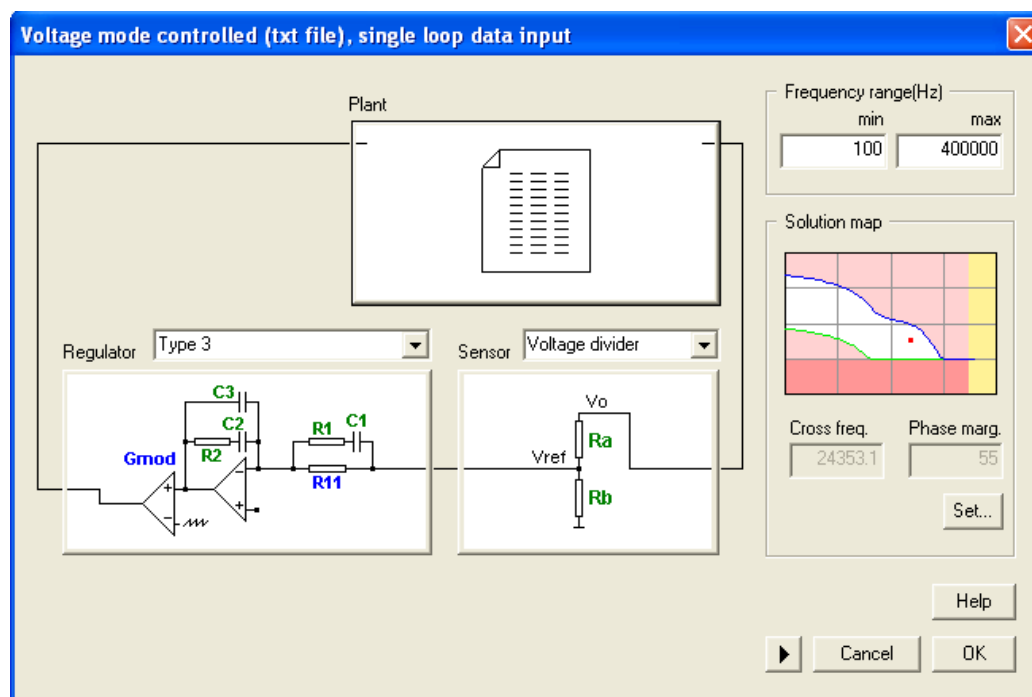 Voltage mode controlled (txt file), single loop data input
Plant
Frequency range(Hz)
min max
100 400000
Solution map
Regulator Type 3
Sensor Voltage divider
C3
C2
R2
Gmod
R1 C1
R11
Vo
Ra
Vref
Rb
Cross freq. Phase marg.
24353.1 55
Set...
Help
Cancel OK